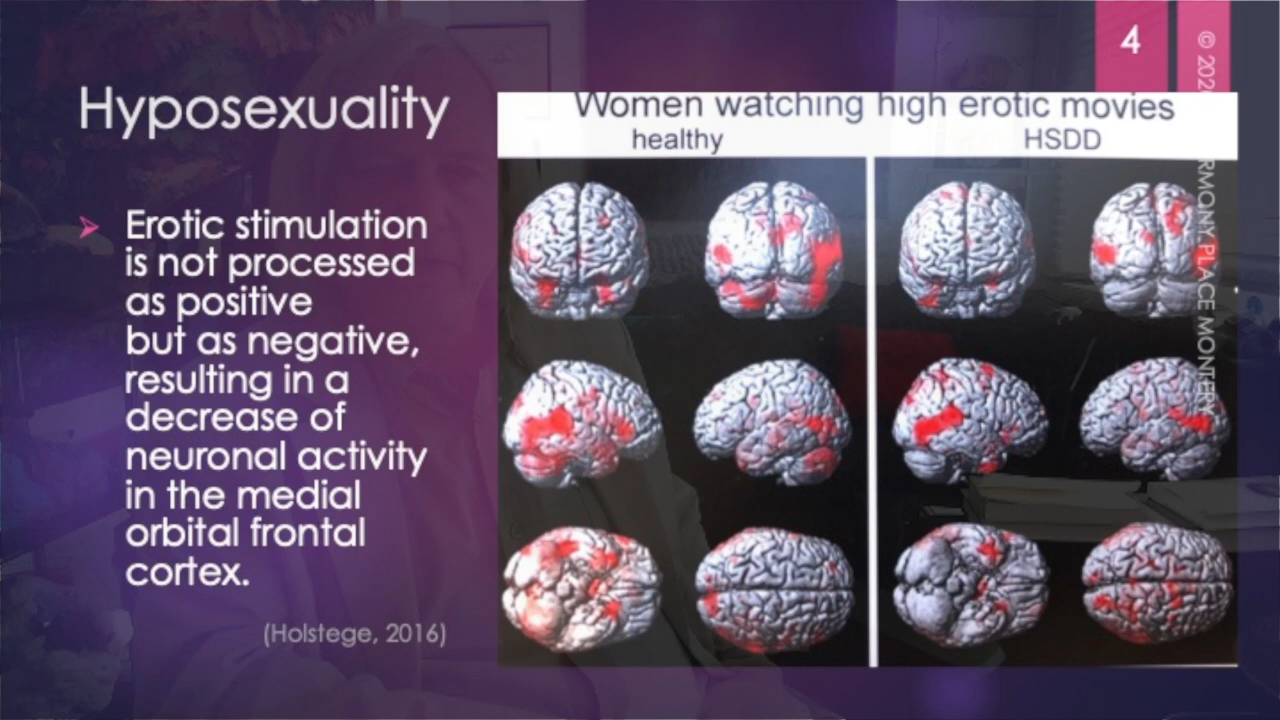 4
Hyposexuality
Erotic stimulation
is not processed
as positive
but as negative,
resulting in a
decrease of
neuronal activity
in the medial
orbital frontal
cortex.
(Holstege, 2016)
Women watching high erotic movies
healthy HSDD
PLACE